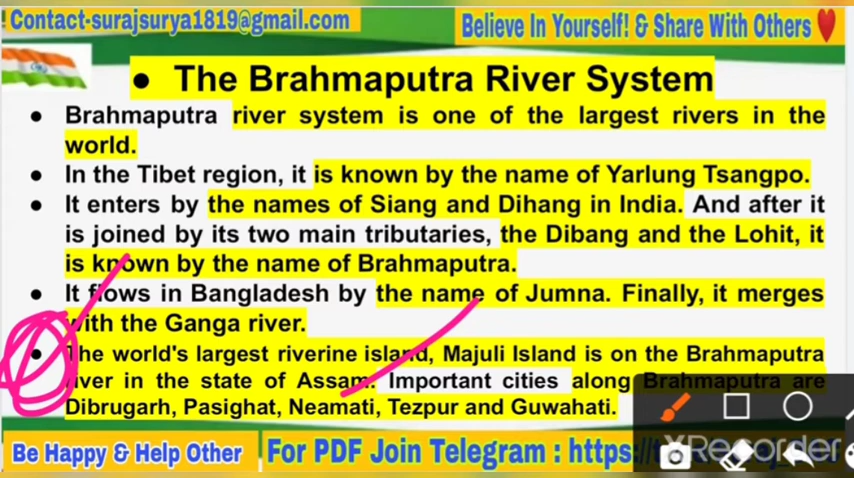 ! Contact-surajsurya1819@gmail.com
Believe In Yourself! & Share With Others
● The Brahmaputra River System
● Brahmaputra river system is one of the largest rivers in the
world.
● In the Tibet region, it is known by the name of Yarlung Tsangpo.
● It enters by the names of Siang and Dihang in India. And after it
is joined by its two main tributaries, the Dibang and the Lohit, it
is known by the name of Brahmaputra.
● It flows in Bangladesh by the name of Jumna. Finally, it merges
with the Ganga river.
● The world's largest riverine island, Majuli Island is on the Brahmaputra
river in the state of Assam. Important cities along Brahmaputra are
Dibrugarh, Pasighat, Neamati, Tezpur and Guwahati.
XRecorder
Be Happy & Help Other
For PDF Join Telegram : https://t